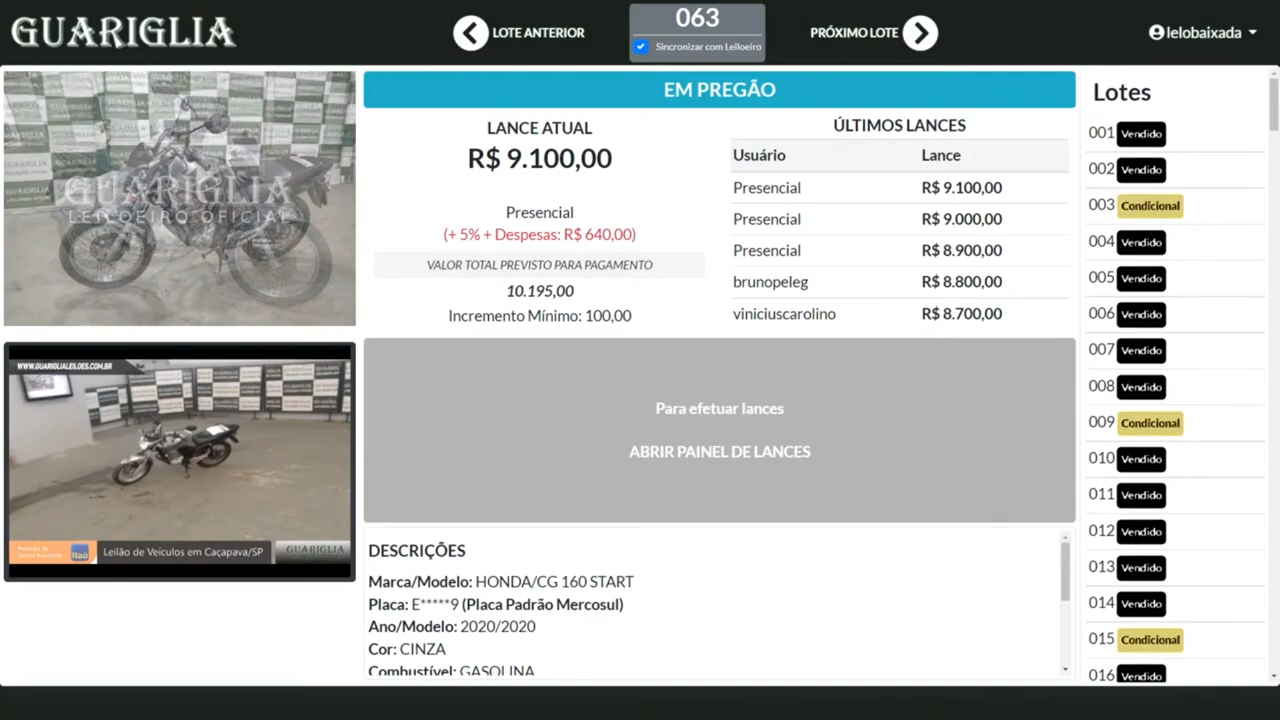 GUARIGLIA
LOTE ANTERIOR
063
Sincronizar com Leiloeiro
PRÓXIMO LOTE
lelobaixada
GUARIGLIA
LEILOEIRO OFICIAL
WWW.GUARIGLIALEILOES.COM.BR
Itaú
Leilão de Veículos em Caçapava/SP
GUARIGLIA
EM PREGÃO
LANCE ATUAL
R$ 9.100,00
Presencial
(+ 5% + Despesas: R$ 640,00)
VALOR TOTAL PREVISTO PARA PAGAMENTO
10.195,00
Incremento Mínimo: 100,00
ÚLTIMOS LANCES
Usuário Lance
Presencial R$ 9.100,00
Presencial R$ 9.000,00
Presencial R$ 8.900,00
brunopeleg R$ 8.800,00
viniciuscarolino R$ 8.700,00
Para efetuar lances
ABRIR PAINEL DE LANCES
DESCRIÇÕES
Marca/Modelo: HONDA/CG 160 START
Placa: E*****9 (Placa Padrão Mercosul)
Ano/Modelo: 2020/2020
Cor: CINZA
Combustível: GASOLINA
Lotes
001 Vendido
002 Vendido
003 Condicional
004 Vendido
005 Vendido
006 Vendido
007 Vendido
008 Vendido
009 Condicional
010 Vendido
011 Vendido
012 Vendido
013 Vendido
014 Vendido
015 Condicional
016 Vendido